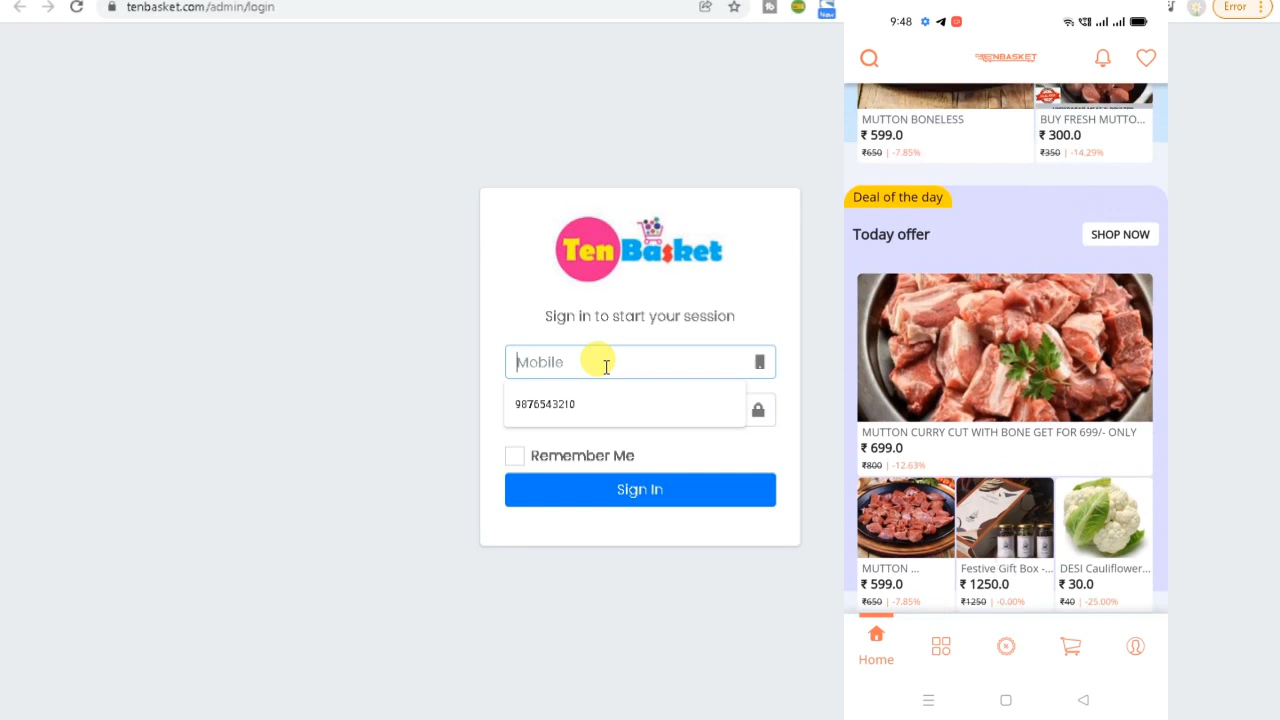 tenbasket.com/admin/login
Error
New
Ten Basket
Sign in to start your session
Mobile
9876543210
Remember Me
Sign In
9:48
TENBASKET
MUTTON BONELESS
₹ 599.0
₹650 | -7.85%
BUY FRESH MUTTO...
₹ 300.0
₹350 | -14.29%
Deal of the day
Today offer
SHOP NOW
MUTTON CURRY CUT WITH BONE GET FOR 699/- ONLY
₹ 699.0
₹800 | -12.63%
MUTTON ...
₹ 599.0
₹650 | -7.85%
Festive Gift Box -...
₹ 1250.0
₹1250 | -0.00%
DESI Cauliflower...
₹ 30.0
₹40 | -25.00%
Home